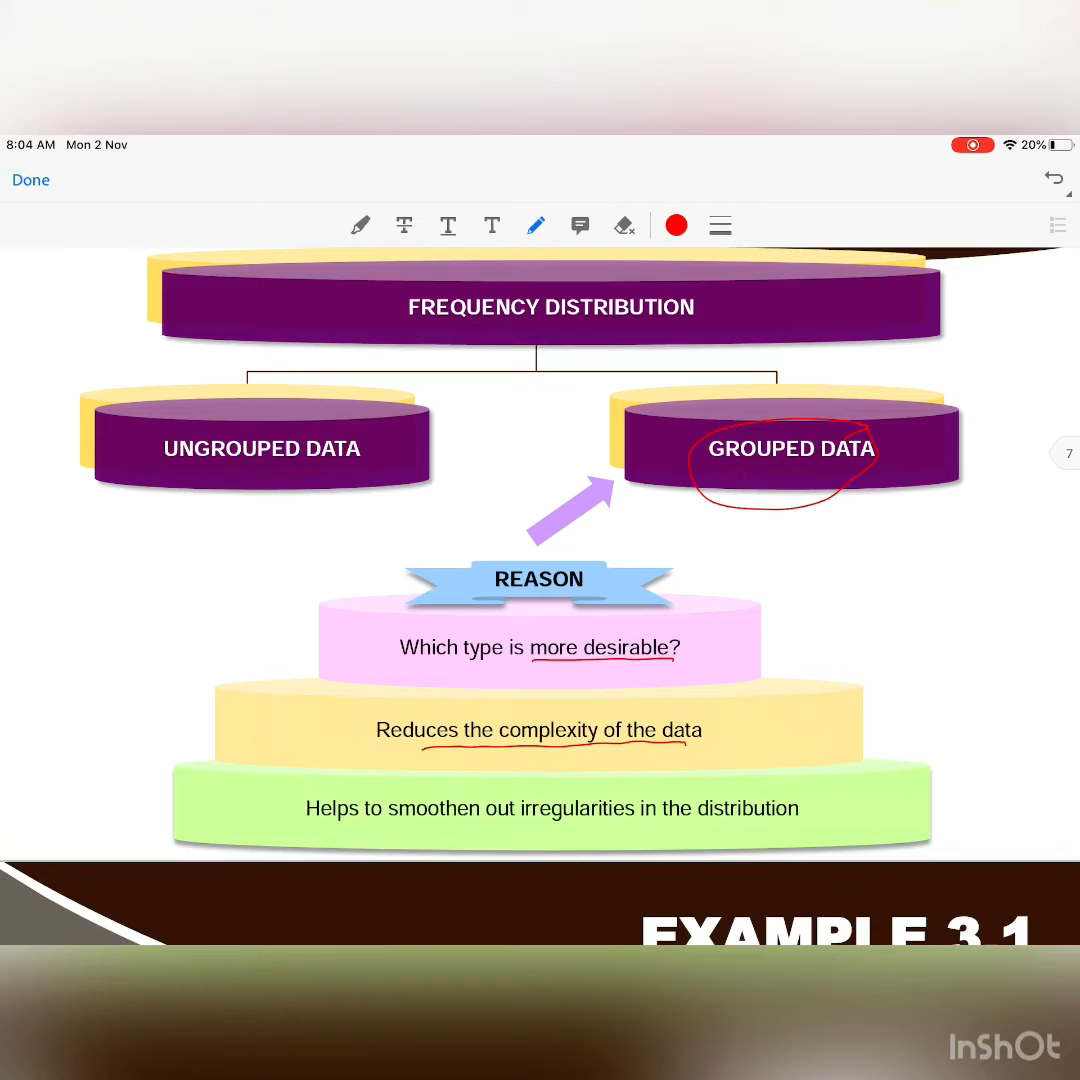 8:04 AM Mon 2 Nov
20%
Done
T T T
FREQUENCY DISTRIBUTION
UNGROUPED DATA
GROUPED DATA
7
REASON
Which type is more desirable?
Reduces the complexity of the data
Helps to smoothen out irregularities in the distribution
EXAMPLE 3.1
InShOt